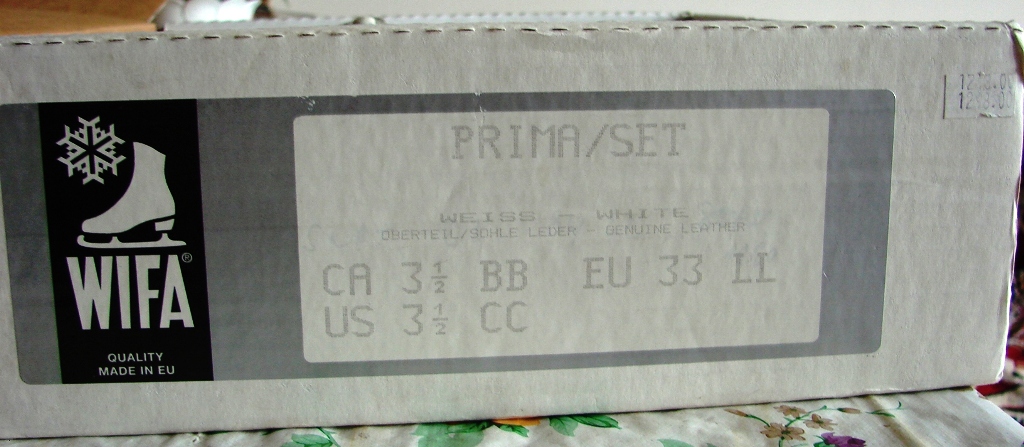 WIFA®
QUALITY
MADE IN EU
PRIMA/SET
WEISS - WHITE
OBERTEIL/SOHLE LEDER - GENUINE LEATHER
CA 3½ BB EU 33 LL
US 3½ CC